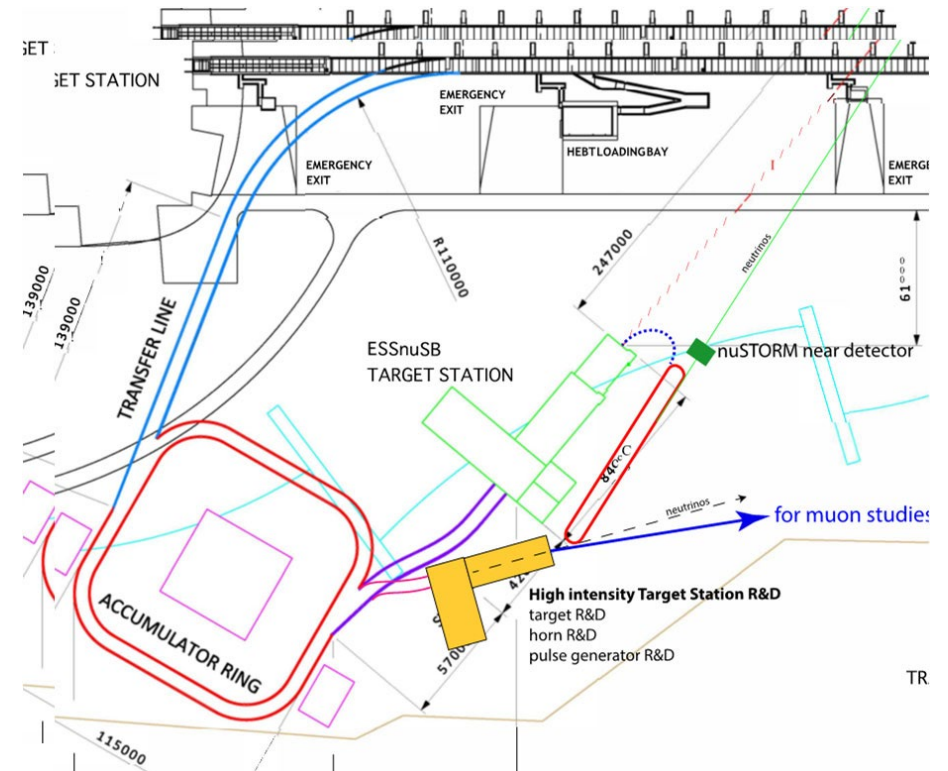 GET
GET STATION
EMERGENCY
EXIT
HEBT LOADING BAY
EMERGENCY
EXIT
EMERGE
EXIT
139000
139000
R110000
247000
neutrinos
61000
TRANSFER LINE
ESSnuSB
TARGET STATION
nuSTORM near detector
neutrinos
for muon studies
High intensity Target Station R&D
target R&D
horn R&D
pulse generator R&D
ACCUMULATOR RING
TR
115000